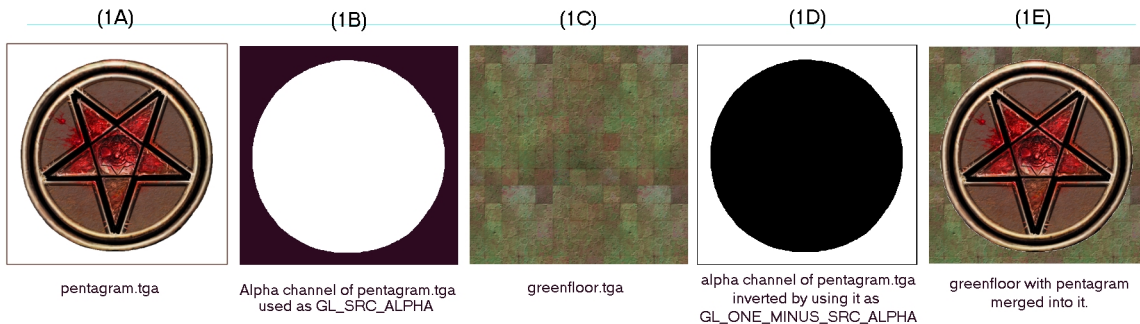 (1A)
(1B)
(1C)
(1D)
(1E)
pentagram.tga
Alpha channel of pentagram.tga
used as GL_SRC_ALPHA
greenfloor.tga
alpha channel of pentagram.tga
inverted by using it as
GL_ONE_MINUS_SRC_ALPHA
greenfloor with pentagram
merged into it.